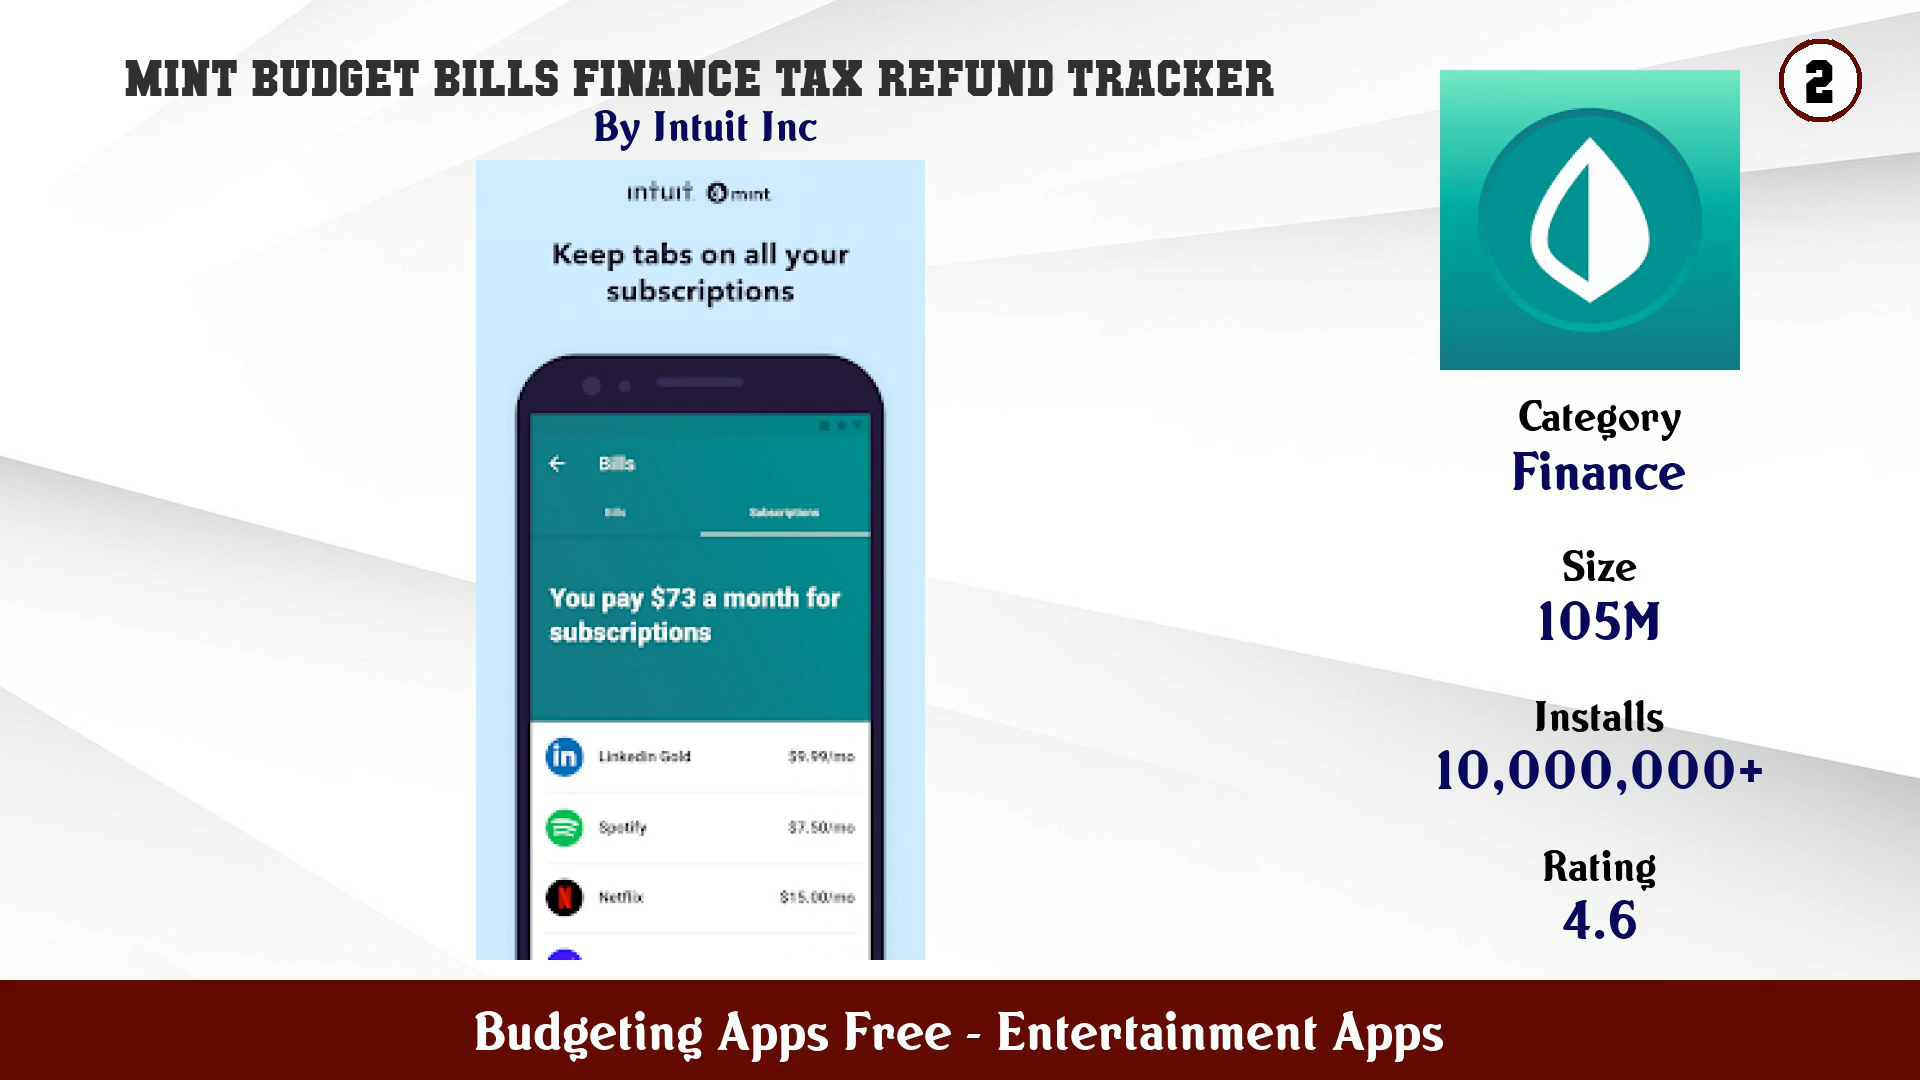 MINT BUDGET BILLS FINANCE TAX REFUND TRACKER
By Intuit Inc
2
intuit mint
Keep tabs on all your
subscriptions
Bills
Bills Subscriptions
You pay $73 a month for
subscriptions
Linkedin Gold $9.99/mo
Spotify $7.50/mo
Netflix $15.00/mo
Category
Finance
Size
105M
Installs
10,000,000+
Rating
4.6
Budgeting Apps Free - Entertainment Apps